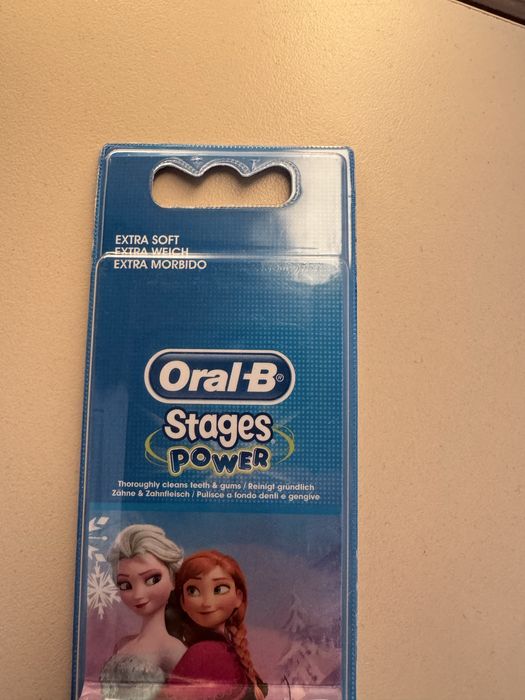 EXTRA SOFT
EXTRA WEICH
EXTRA MORBIDO
Oral-B®
Stages
POWER
Thoroughly cleans teeth & gums / Reinigt gründlich
Zähne & Zahnfleisch / Pulisce a fondo denti e gengive